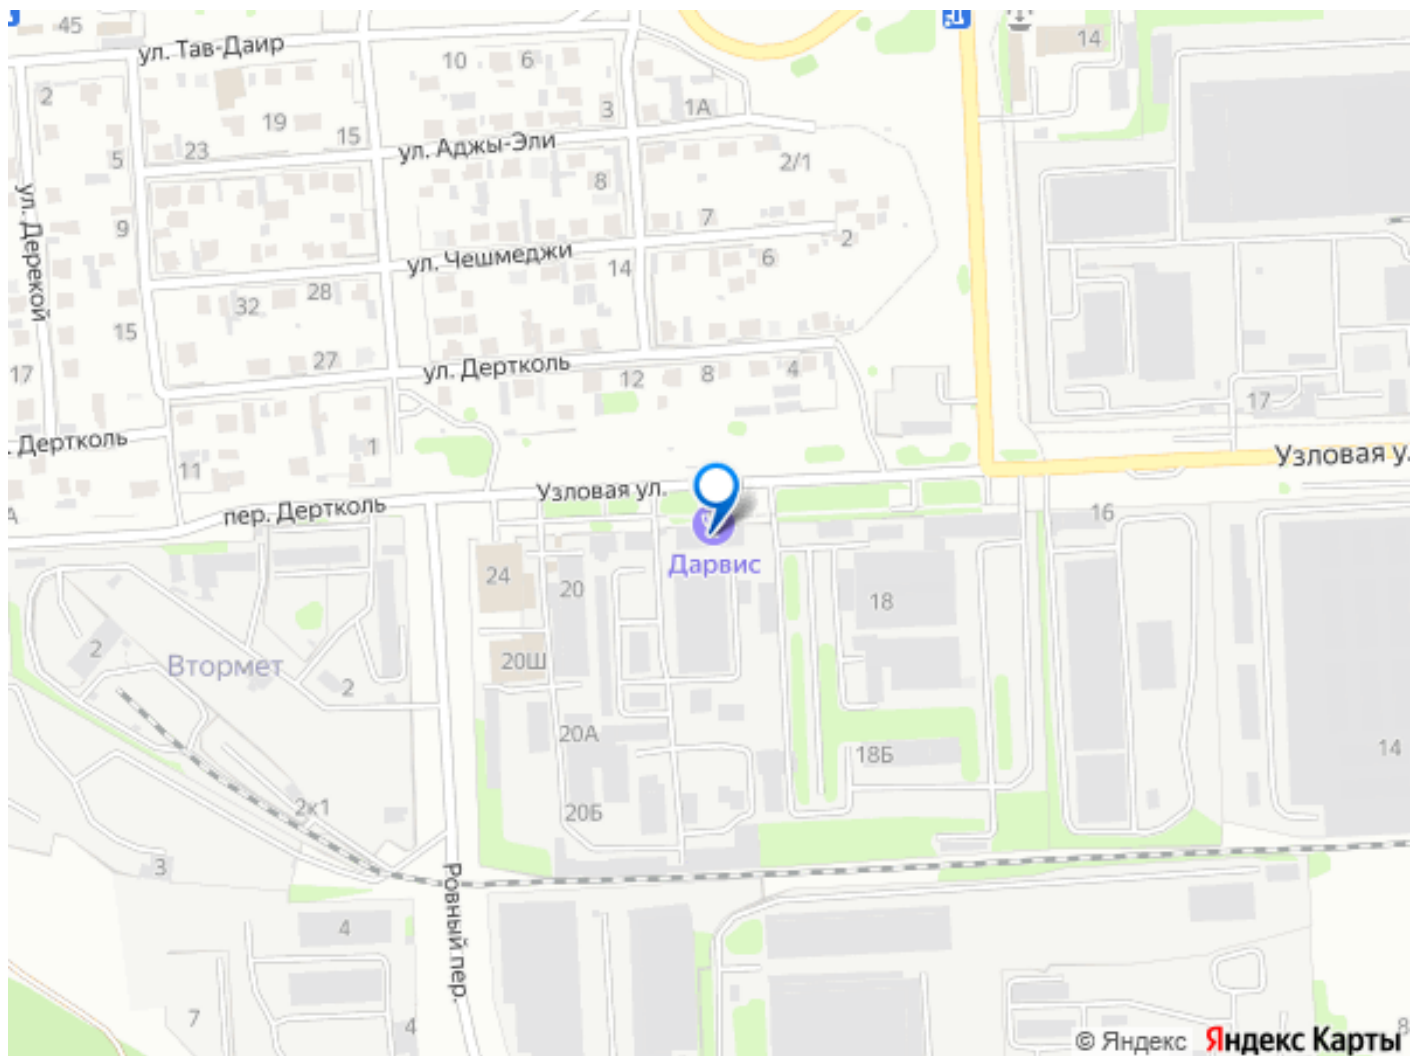 45
ул. Тав-Даир
10
6
14
2
3
1А
19
15
23
5
ул. Аджы-Эли
2/1
8
ул. Дерекой
9
7
2
ул. Чешмеджи
6
14
28
32
15
27
ул. Дертколь
17
12
8
4
17
. Дертколь
1
11
Узловая у.
Узловая ул.
пер. Дертколь
А
16
Дарвис
24
20
18
2
Втормет
20Ш
2
20А
18Б
14
2к1
20Б
3
Ровный пер.
4
7
4
8
© Яндекс
Яндекс Карты